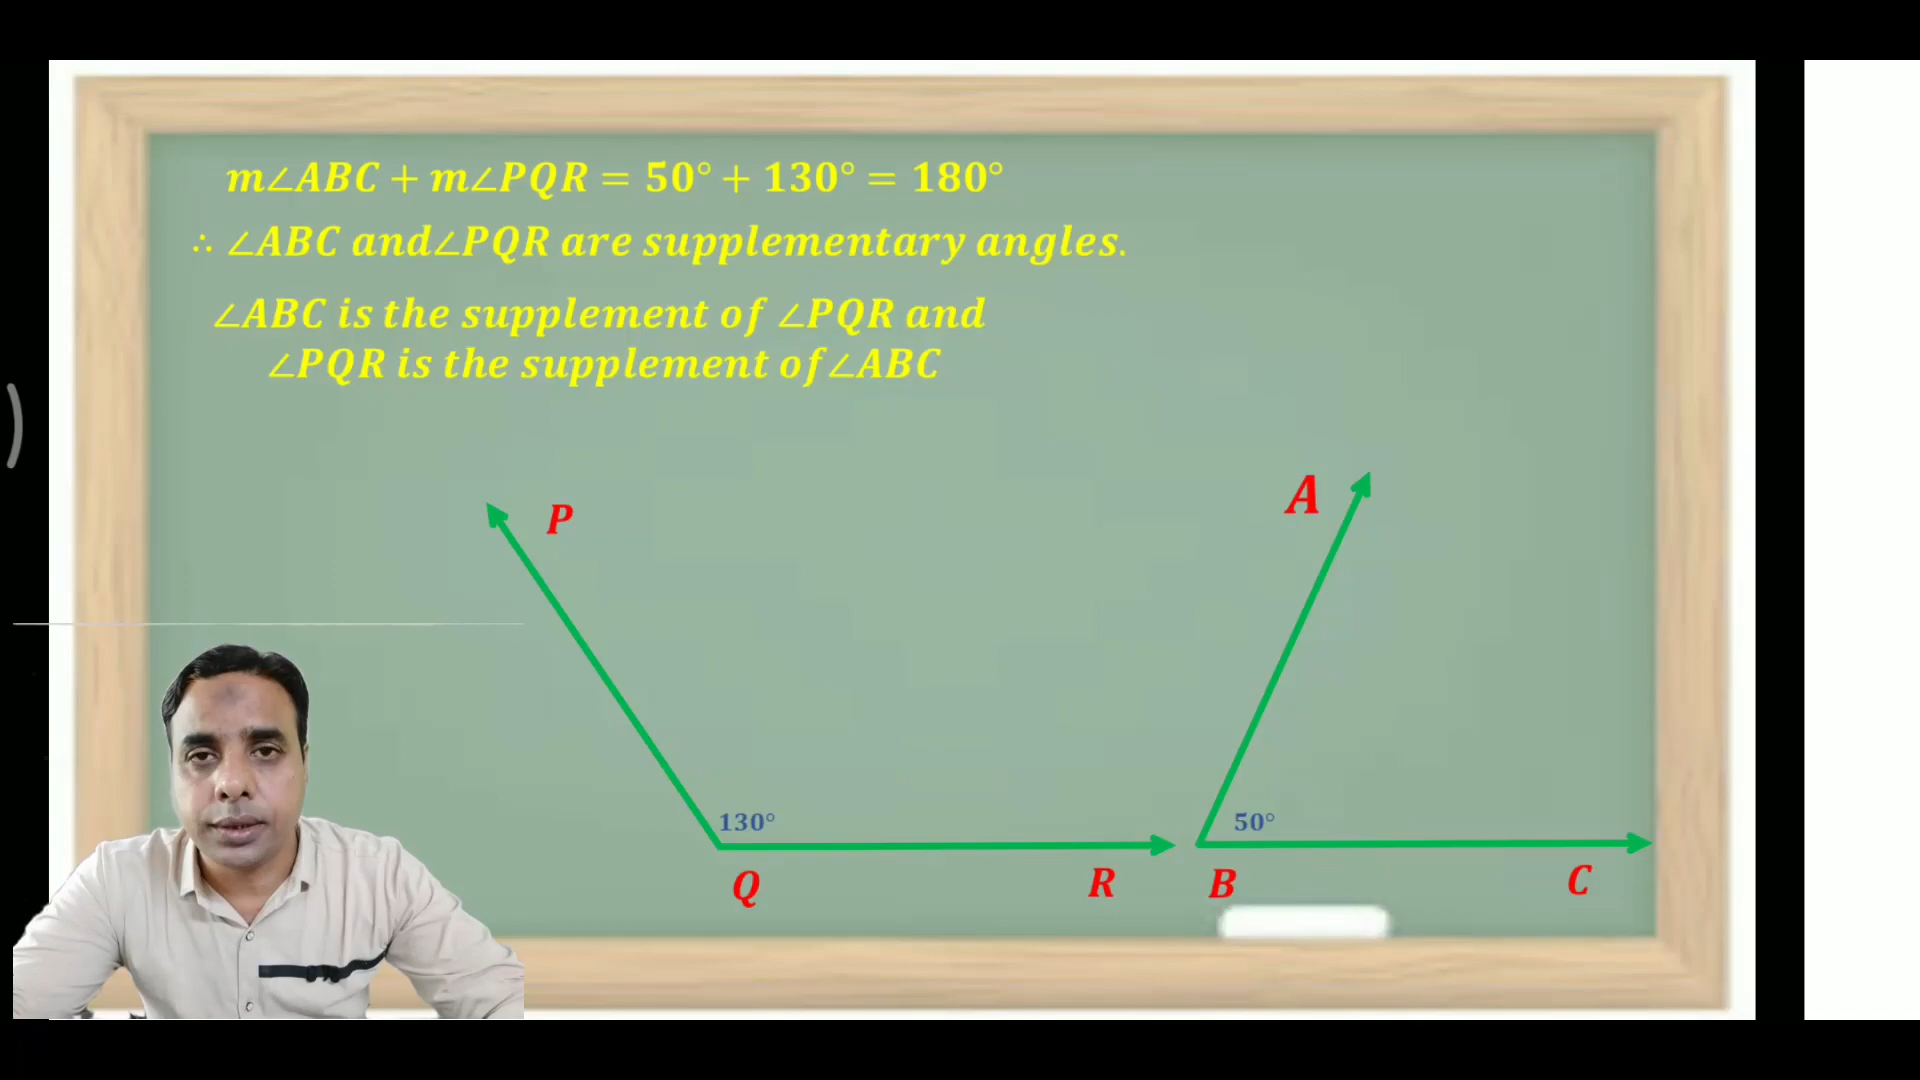 m∠ABC + m∠PQR = 50° + 130° = 180°
∴ ∠ABC and∠PQR are supplementary angles.
∠ABC is the supplement of ∠PQR and
∠PQR is the supplement of∠ABC
A
P
130°
50°
Q
R
B
C